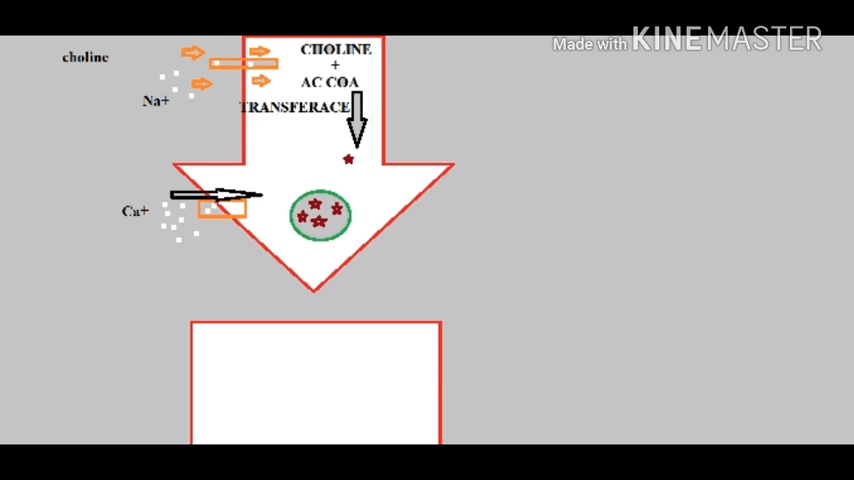 Made with KINEMASTER
choline
CHOLINE
+
AC COA
Na+
TRANSFERACE
Ca+